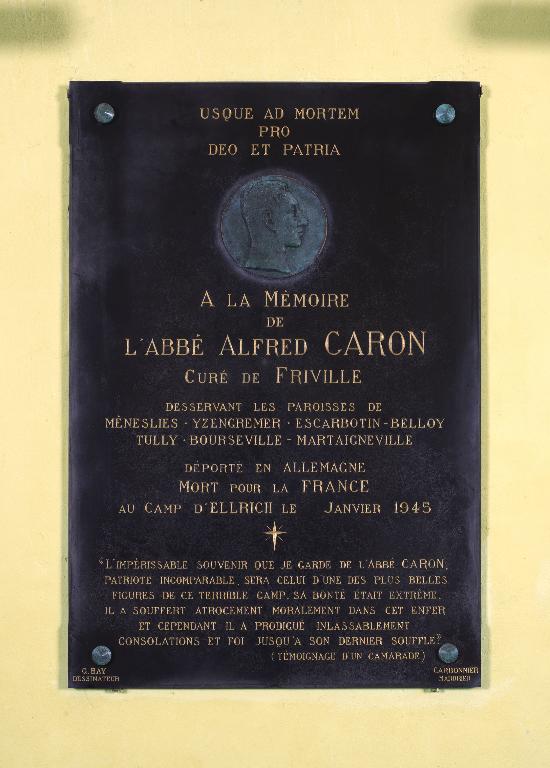 USQUE AD MORTEM
PRO
DEO ET PATRIA
A LA MÉMOIRE
DE
L'ABBÉ ALFRED CARON
CURÉ DE FRIVILLE
DESSERVANT LES PAROISSES DE
MÉNESLIES · YZENGREMER · ESCARBOTIN - BELLOY
TULLY · BOURSEVILLE - MARTAIGNEVILLE
DÉPORTÉ EN ALLEMAGNE
MORT POUR LA FRANCE
AU CAMP D'ELLRICH LE JANVIER 1945
"L'IMPÉRISSABLE SOUVENIR QUE JE GARDE DE L'ABBÉ CARON,
PATRIOTE INCOMPARABLE, SERA CELUI D'UNE DES PLUS BELLES
FIGURES DE CE TERRIBLE CAMP. SA BONTÉ ÉTAIT EXTRÊME.
IL A SOUFFERT ATROCEMENT MORALEMENT DANS CET ENFER
ET CEPENDANT IL A PRODIGUÉ INLASSABLEMENT
CONSOLATIONS ET FOI JUSQU'A SON DERNIER SOUFFLE"
(TÉMOIGNAGE D'UN CAMARADE)
G. BAY
DESSINATEUR
CARBONNIER
MARBRIER